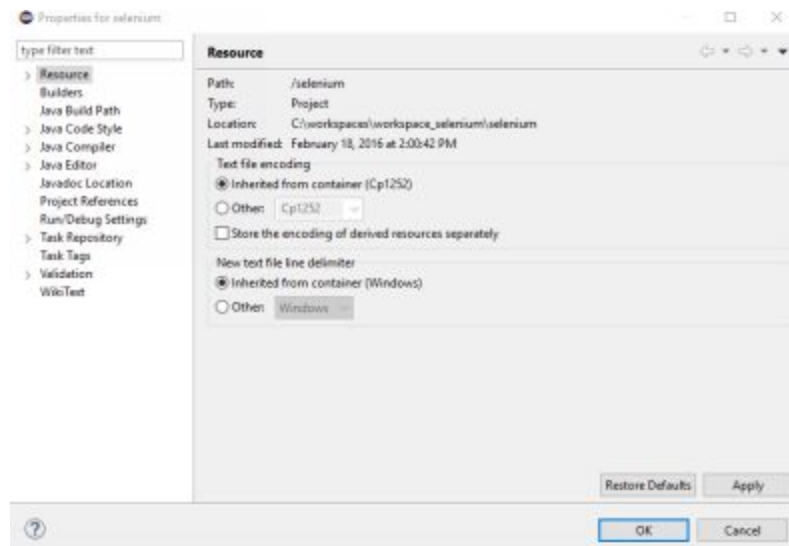 Properties for selenium
type filter text
Resource
Builders
Java Build Path
Java Code Style
Java Compiler
Java Editor
Javadoc Location
Project References
Run/Debug Settings
Task Repository
Task Tags
Validation
WikiText
Resource
Path: /selenium
Type: Project
Location: C:\workspaces\workspace_selenium\selenium
Last modified: February 18, 2016 at 2:00:42 PM
Text file encoding
Inherited from container (Cp1252)
Other: Cp1252
Store the encoding of derived resources separately
New text file line delimiter
Inherited from container (Windows)
Other: Windows
Restore Defaults Apply
? OK Cancel